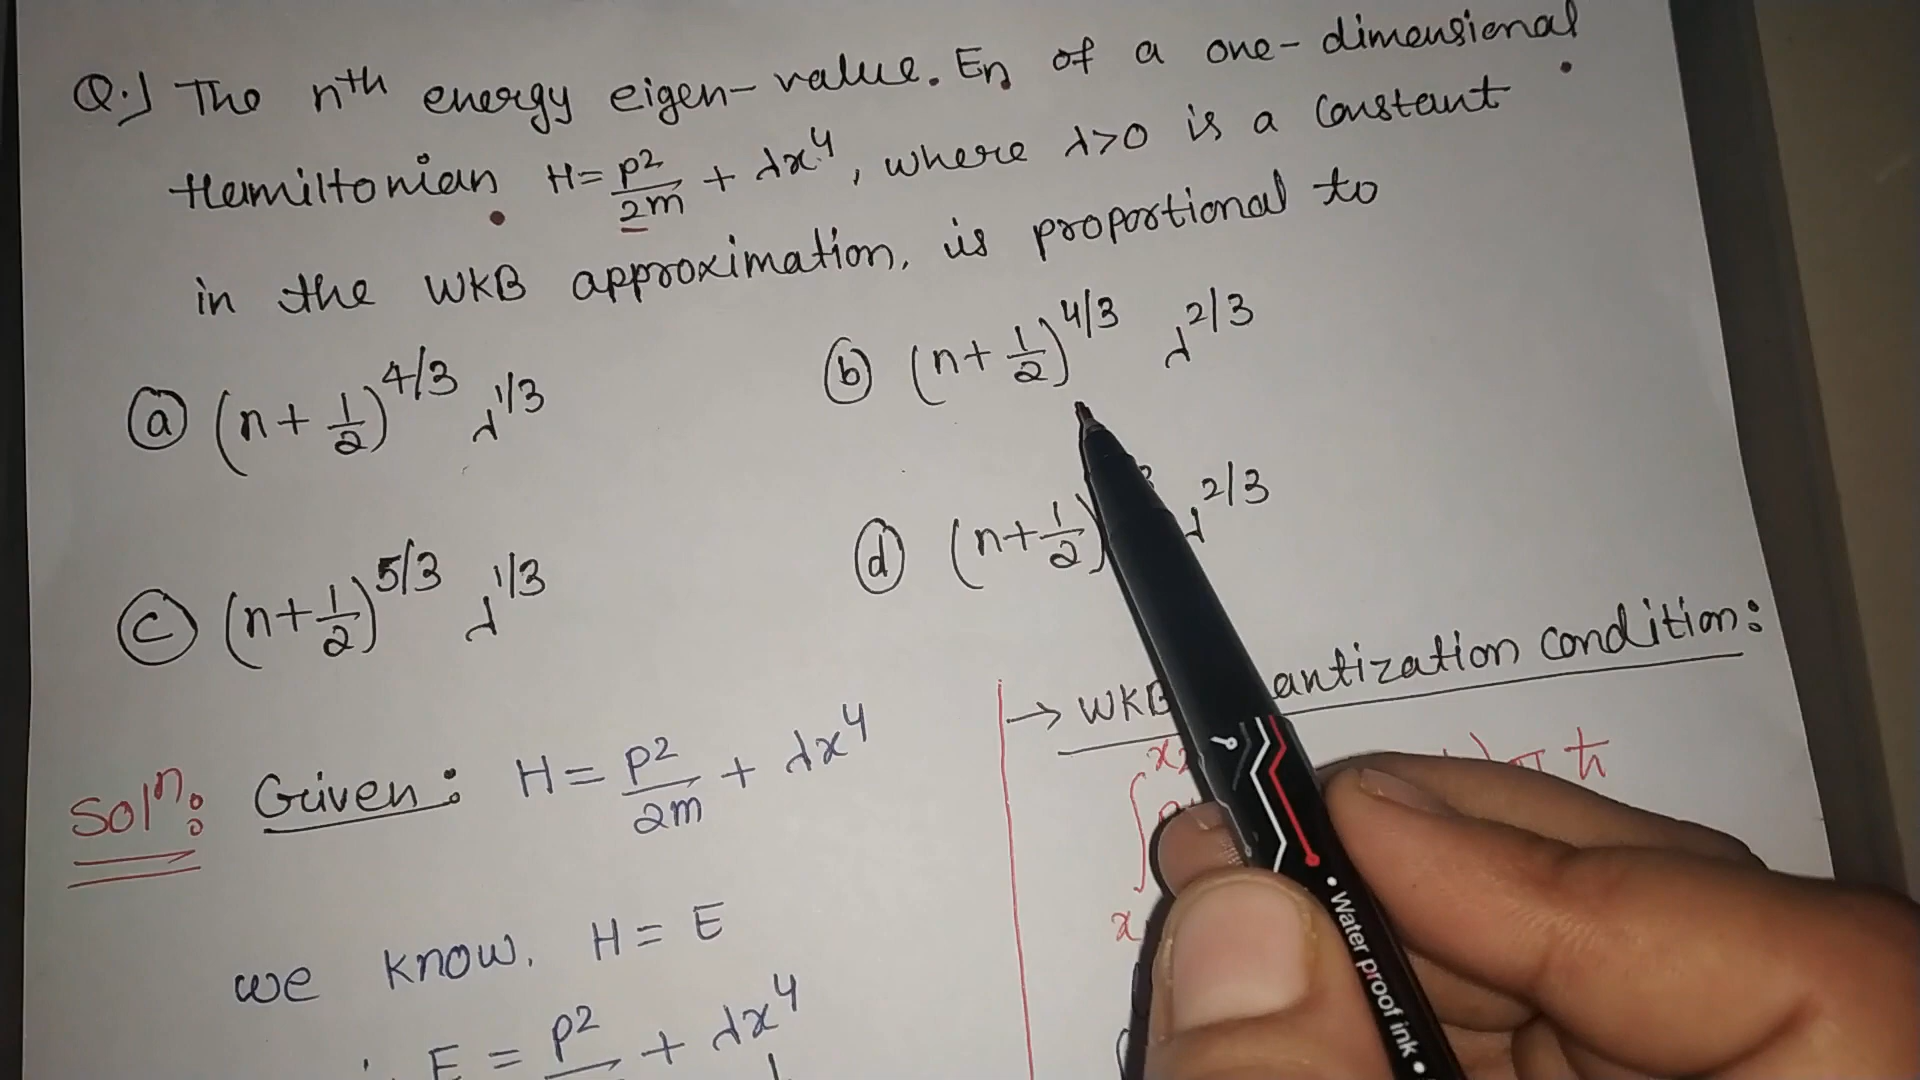 Q.) The nth energy eigen-value. En of a one-dimensional
Hamiltonian H = p²/2m + λx⁴, where λ>0 is a constant
in the WKB approximation, is proportional to
(a) (n + 1/2)^4/3 λ^1/3
(b) (n + 1/2)^4/3 λ^2/3
(c) (n + 1/2)^5/3 λ^1/3
(d) (n + 1/2) λ^2/3
→ WKB antization condition:
Solⁿ: Given: H = p²/2m + λx⁴
ħ
we know. H = E
E = p² + λx⁴
• Water proof ink •